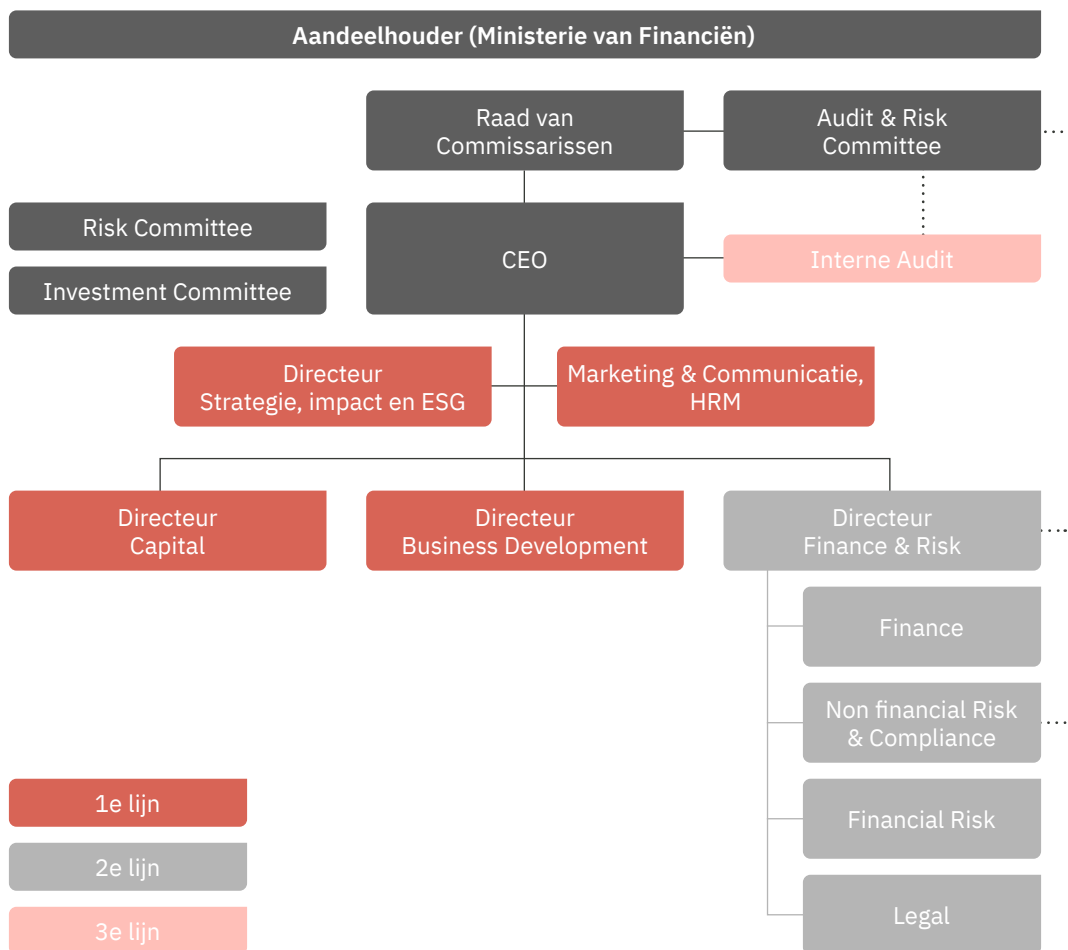 Aandeelhouder (Ministerie van Financiën)
Raad van
Commissarissen
Audit & Risk
Committee
Risk Committee
Investment Committee
CEO
Interne Audit
Directeur
Strategie, impact en ESG
Marketing & Communicatie,
HRM
Directeur
Capital
Directeur
Business Development
Directeur
Finance & Risk
Finance
Non financial Risk
& Compliance
Financial Risk
Legal
1e lijn
2e lijn
3e lijn